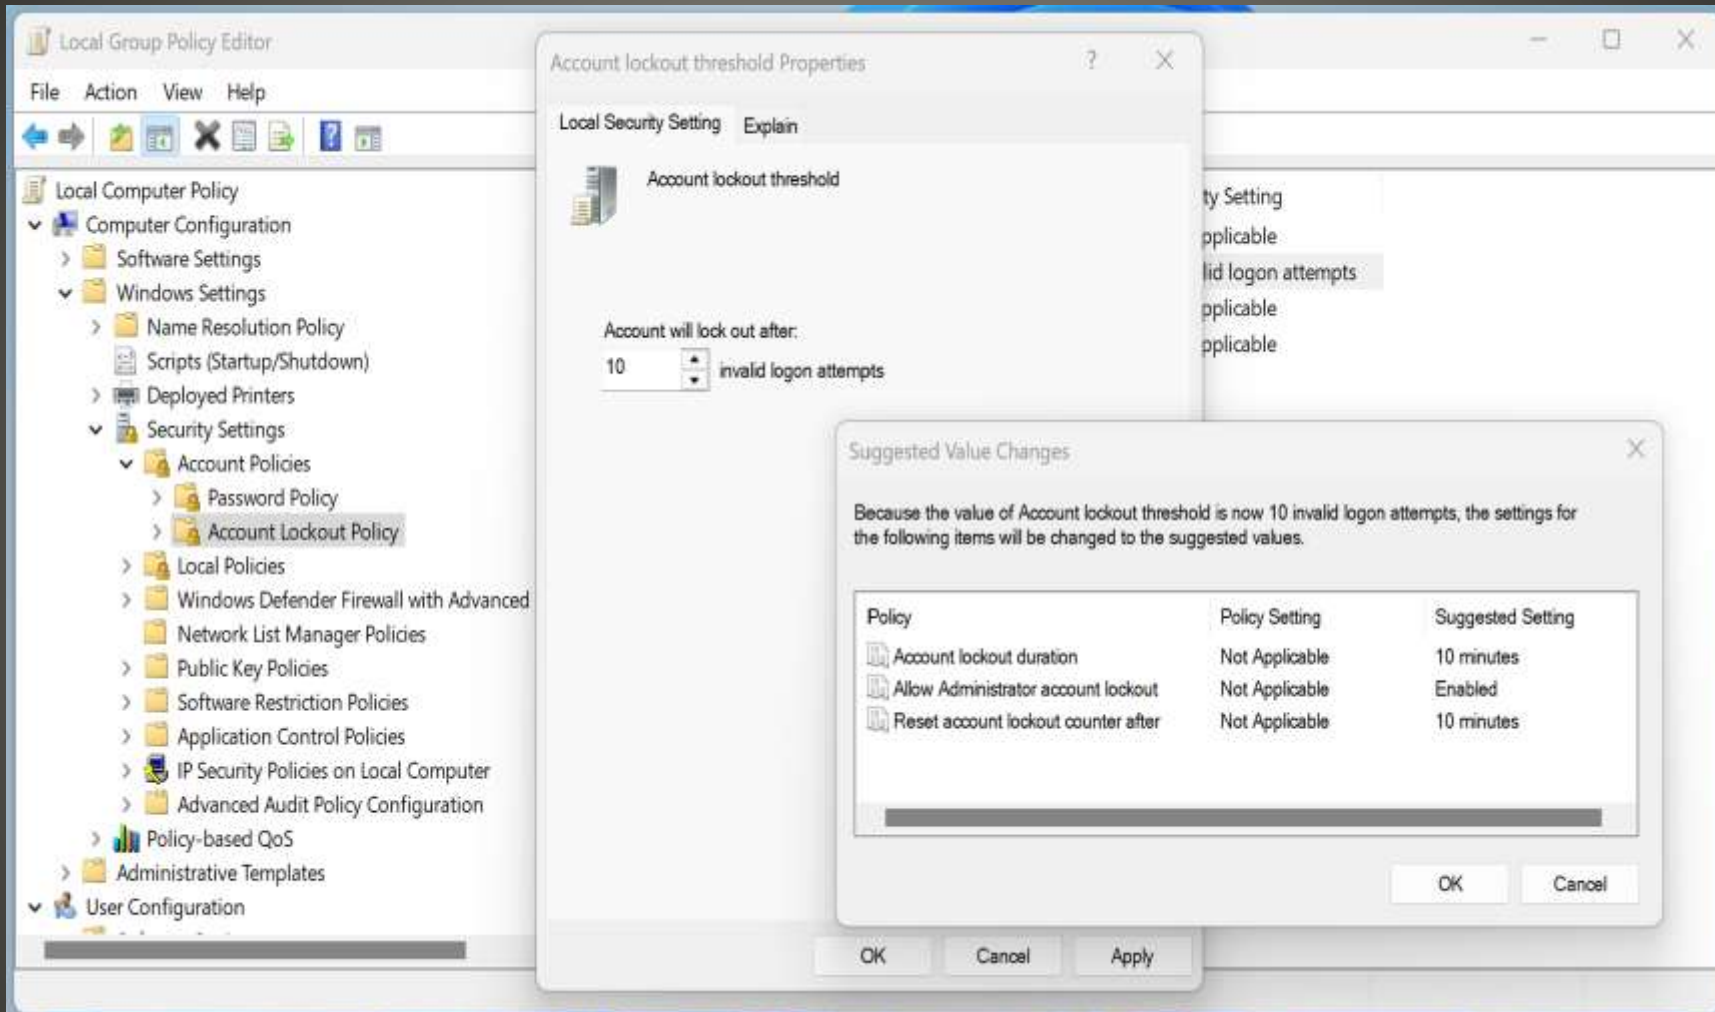 Local Group Policy Editor
File Action View Help
Local Computer Policy
Computer Configuration
Software Settings
Windows Settings
Name Resolution Policy
Scripts (Startup/Shutdown)
Deployed Printers
Security Settings
Account Policies
Password Policy
Account Lockout Policy
Local Policies
Windows Defender Firewall with Advanced
Network List Manager Policies
Public Key Policies
Software Restriction Policies
Application Control Policies
IP Security Policies on Local Computer
Advanced Audit Policy Configuration
Policy-based QoS
Administrative Templates
User Configuration
Account lockout threshold Properties
Local Security Setting Explain
Account lockout threshold
Account will lock out after:
10 invalid logon attempts
OK Cancel Apply
ty Setting
pplicable
lid logon attempts
pplicable
pplicable
Suggested Value Changes
Because the value of Account lockout threshold is now 10 invalid logon attempts, the settings for
the following items will be changed to the suggested values.
Policy Policy Setting Suggested Setting
Account lockout duration Not Applicable 10 minutes
Allow Administrator account lockout Not Applicable Enabled
Reset account lockout counter after Not Applicable 10 minutes
OK Cancel